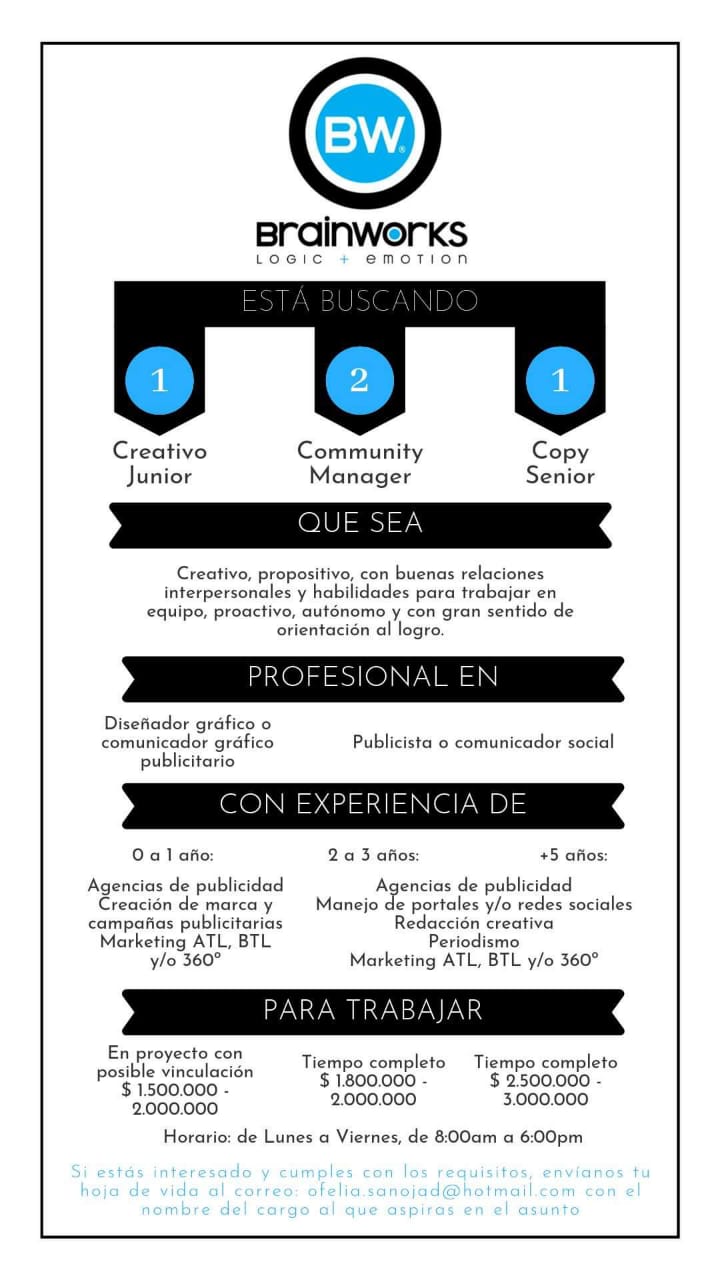 BW®
Brainworks
LOGIC + emoTIon
ESTÁ BUSCANDO
1
2
1
Creativo
Junior
Community
Manager
Copy
Senior
QUE SEA
Creativo, propositivo, con buenas relaciones
interpersonales y habilidades para trabajar en
equipo, proactivo, autónomo y con gran sentido de
orientación al logro.
PROFESIONAL EN
Diseñador gráfico o
comunicador gráfico
publicitario
Publicista o comunicador social
CON EXPERIENCIA DE
0 a 1 año:
Agencias de publicidad
Creación de marca y
campañas publicitarias
Marketing ATL, BTL
y/o 360º
2 a 3 años:
+5 años:
Agencias de publicidad
Manejo de portales y/o redes sociales
Redacción creativa
Periodismo
Marketing ATL, BTL y/o 360º
PARA TRABAJAR
En proyecto con
posible vinculación
$ 1.500.000 -
2.000.000
Tiempo completo
$ 1.800.000 -
2.000.000
Tiempo completo
$ 2.500.000 -
3.000.000
Horario: de Lunes a Viernes, de 8:00am a 6:00pm
Si estás interesado y cumples con los requisitos, envíanos tu
hoja de vida al correo: ofelia.sanojad@hotmail.com con el
nombre del cargo al que aspiras en el asunto